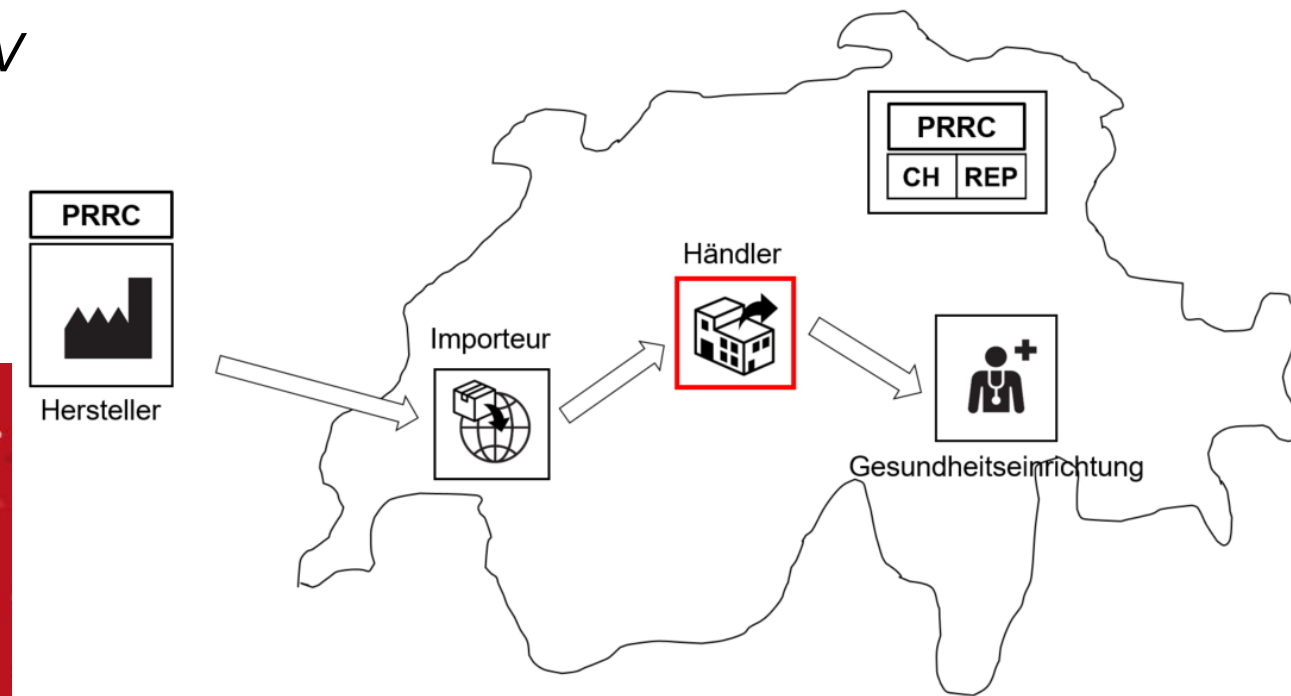 V
PRRC
Hersteller
Importeur
Händler
PRRC
CH REP
Gesundheitseinrichtung